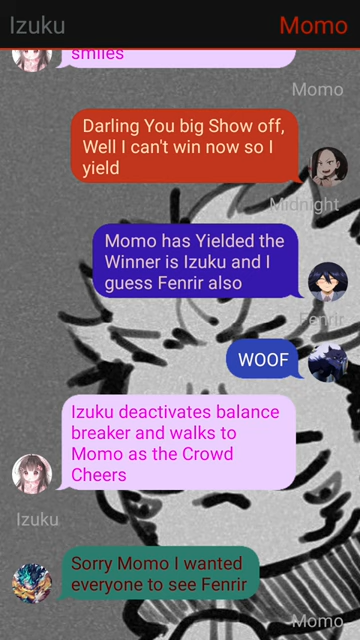 Izuku
Momo
smiles
Momo
Darling You big Show off,
Well I can't win now so I
yield
Midnight
Momo has Yielded the
Winner is Izuku and I
guess Fenrir also
Fenrir
WOOF
Izuku deactivates balance
breaker and walks to
Momo as the Crowd
Cheers
Izuku
Sorry Momo I wanted
everyone to see Fenrir
Momo